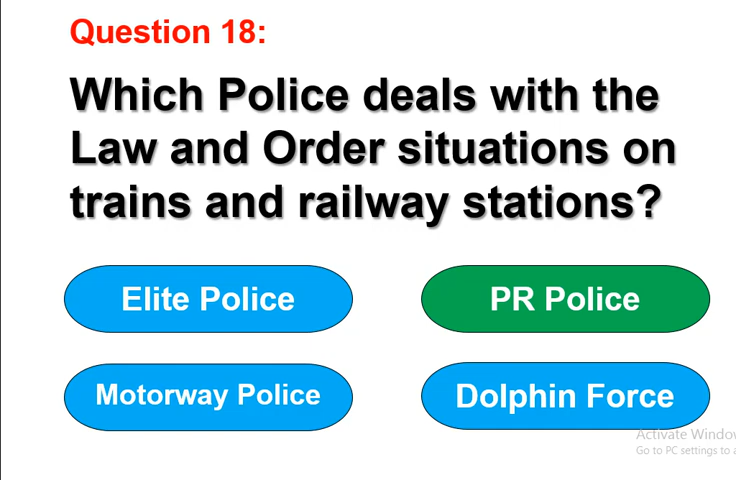 Question 18:
Which Police deals with the
Law and Order situations on
trains and railway stations?
Elite Police
PR Police
Motorway Police
Dolphin Force
Activate Window
Go to PC settings to a